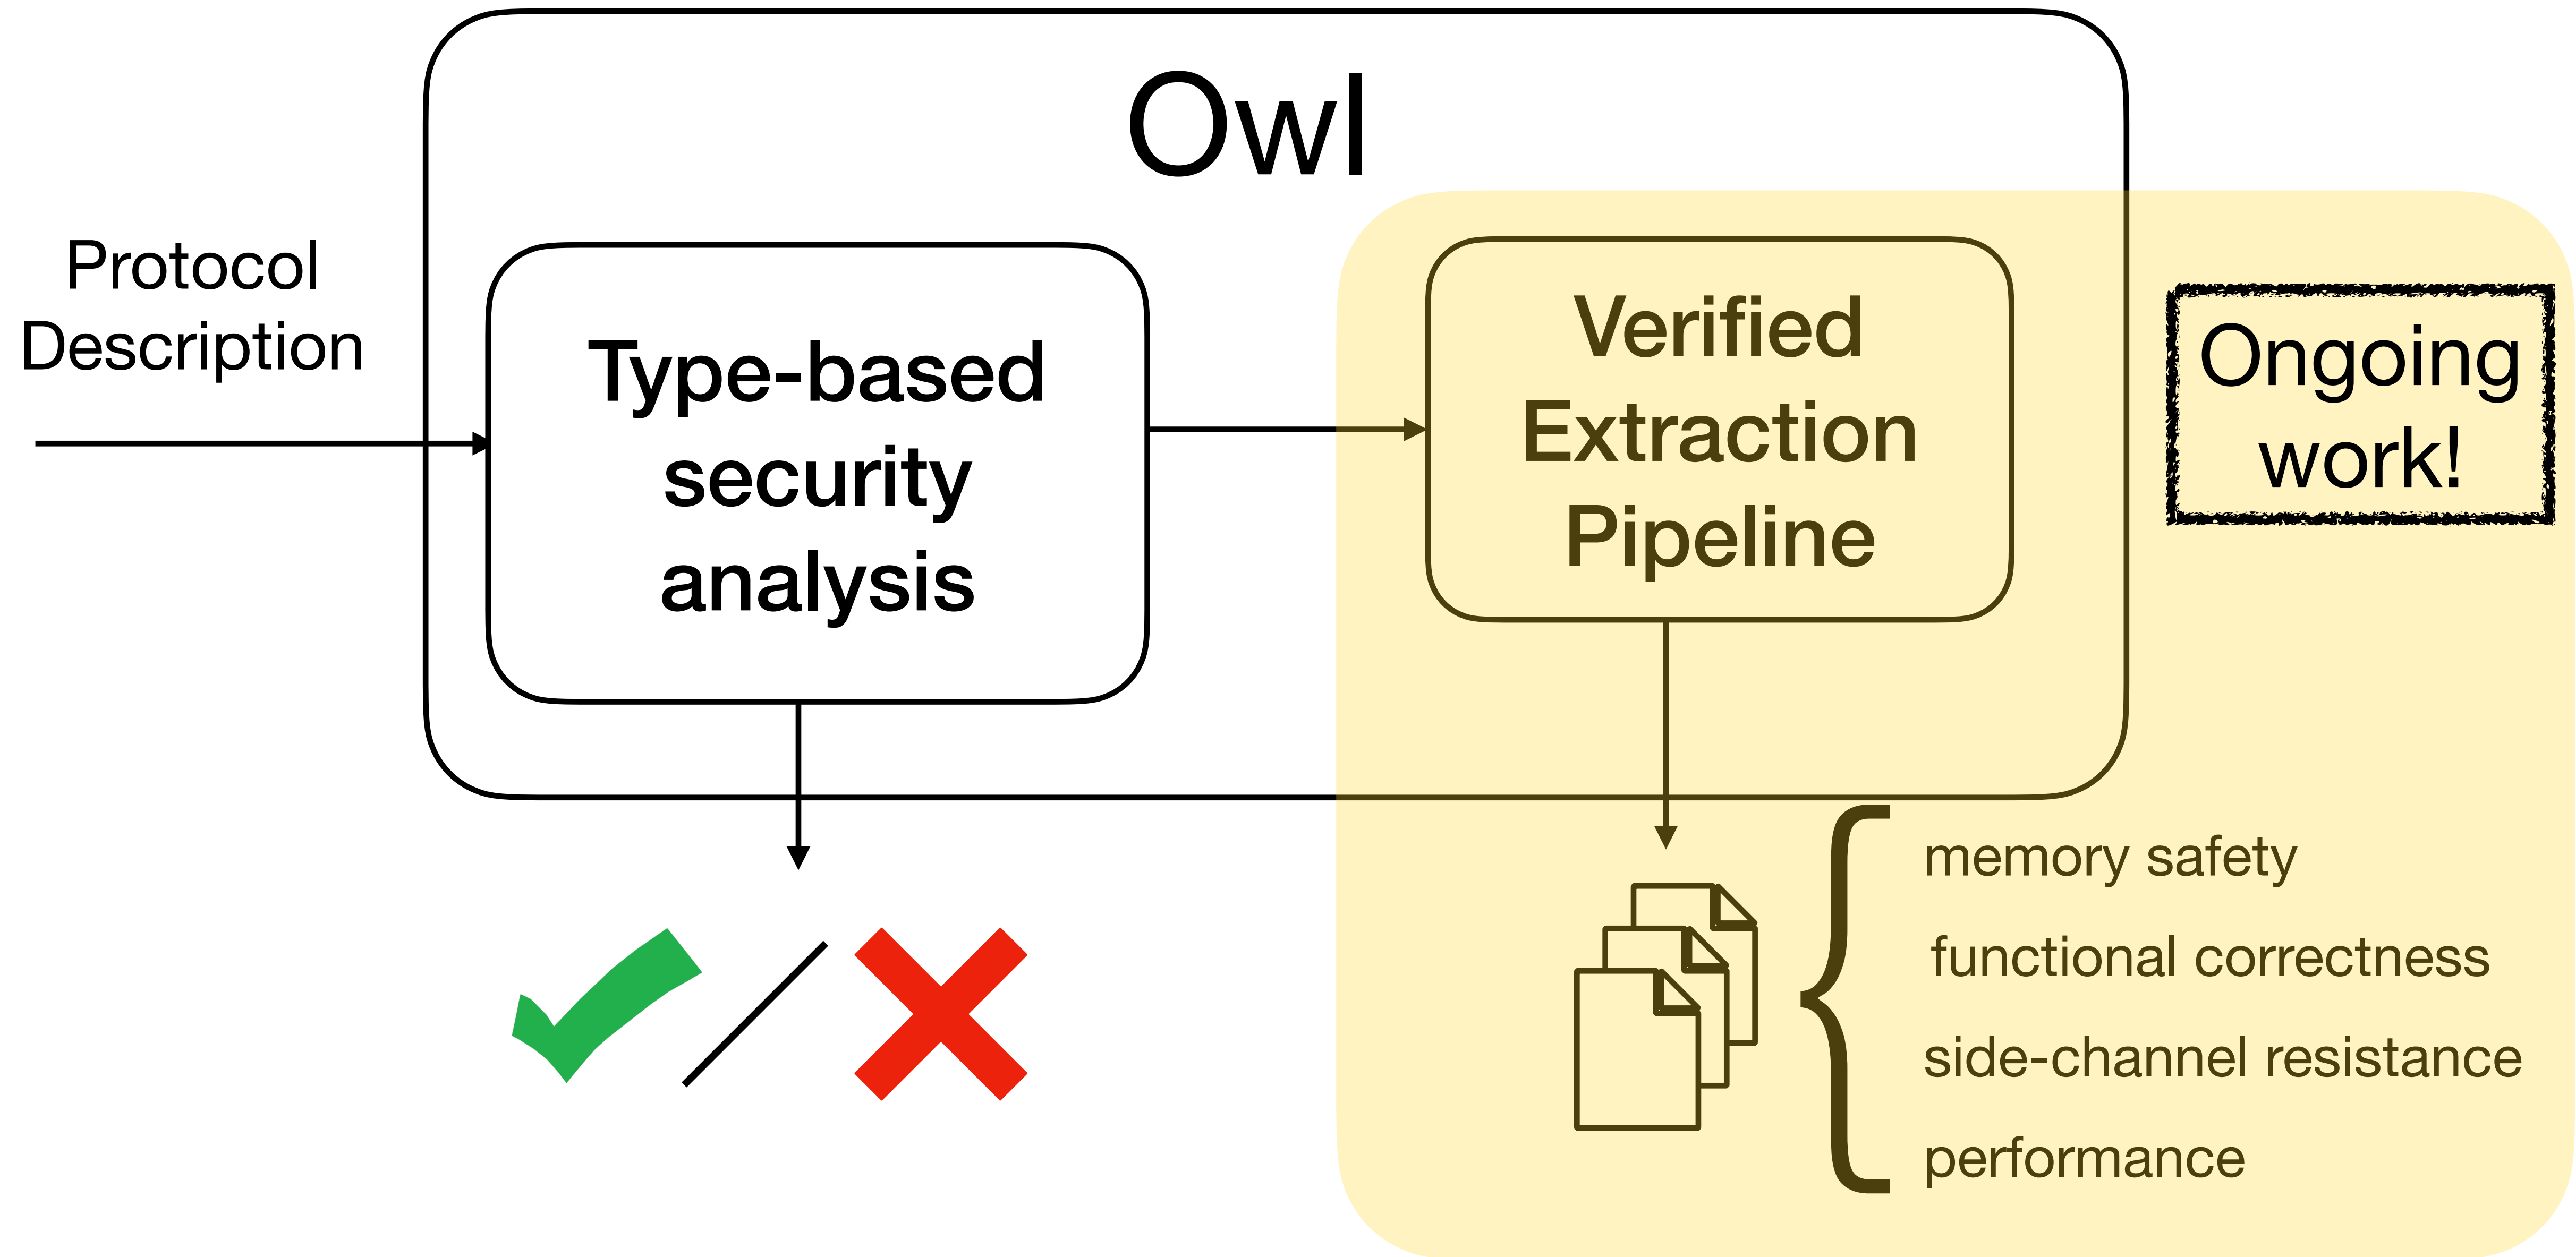 Owl
Protocol
Description
Type-based
security
analysis
Verified
Extraction
Pipeline
Ongoing
work!
memory safety
functional correctness
side-channel resistance
performance